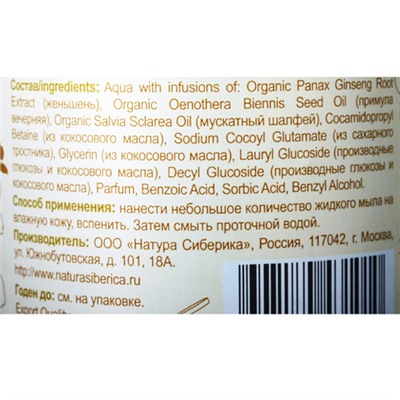 Состав/ingredients: Aqua with infusions of: Organic Panax Ginseng Root
Extract (женьшень), Organic Oenothera Biennis Seed Oil (примула
вечерняя), Organic Salvia Sclarea Oil (мускатный шалфей), Cocamidopropyl
Betaine (из кокосового масла), Sodium Cocoyl Glutamate (из сахарного
тростника), Glycerin (из кокосового масла), Lauryl Glucoside (производные
глюкозы и кокосового масла), Decyl Glucoside (производные глюкозы и
кокосового масла), Parfum, Benzoic Acid, Sorbic Acid, Benzyl Alcohol.
Способ применения: нанести небольшое количество жидкого мыла на
влажную кожу, вспенить. Затем смыть проточной водой.
Производитель: ООО «Натура Сиберика», Россия, 117042, г. Москва,
ул. Южнобутовская, д. 101, 18А.
http://www.naturasiberica.ru
Годен до: см. на упаковке.
Export Quality